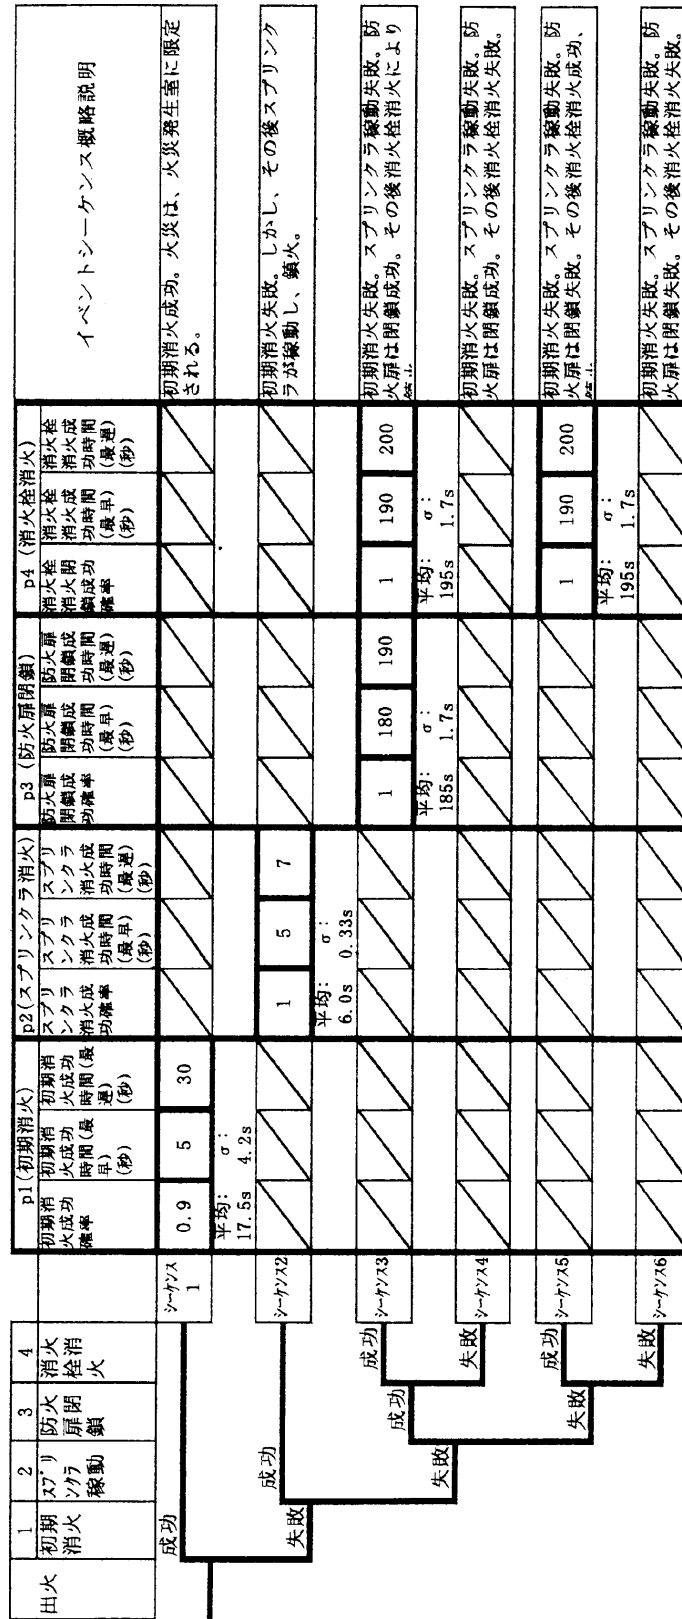 出火
1
初期
消火
2
スプリ
ンクラ
稼動
3
防火
扉閉
鎖
4
消火
栓消
火
p1(初期消火)
初期消
火成功
確率
初期消
火成功
時間(最
早)
(秒)
初期消
火成功
時間(最
遅)
(秒)
p2(スプリンクラ消火)
スプリ
ンクラ
消火成
功確率
スプリ
ンクラ
消火成
功時間
(最早)
(秒)
スプリ
ンクラ
消火成
功時間
(最遅)
(秒)
p3 (防火扉閉鎖)
防火扉
閉鎖成
功確率
防火扉
閉鎖成
功時間
(最早)
(秒)
防火扉
閉鎖成
功時間
(最遅)
(秒)
p4 (消火栓消火)
消火栓
消火閉
鎖成功
確率
消火栓
消火成
功時間
(最早)
(秒)
消火栓
消火成
功時間
(最遅)
(秒)
イベントシーケンス概略説明
成功
失敗
成功
失敗
成功
失敗
成功
失敗
成功
失敗
シーケンス
1
0.9
5
30
平均:
17.5s
σ:
4.2s
初期消火成功。火災は、火災発生室に限定
される。
シーケンス2
1
5
7
平均:
6.0s
σ:
0.33s
初期消火失敗。しかし、その後スプリンク
ラが稼動し、鎮火。
シーケンス3
1
180
190
平均:
185s
σ:
1.7s
1
190
200
平均:
195s
σ:
1.7s
初期消火失敗。スプリンクラ稼動失敗。防
火扉は閉鎖成功。その後消火栓消火により
シーケンス4
初期消火失敗。スプリンクラ稼動失敗。防
火扉は閉鎖成功。その後消火栓消火失敗。
シーケンス5
1
190
200
平均:
195s
σ:
1.7s
初期消火失敗。スプリンクラ稼動失敗。防
火扉は閉鎖失敗。その後消火栓消火成功、
シーケンス6
初期消火失敗。スプリンクラ稼動失敗。防
火扉は閉鎖失敗。その後消火栓消火失敗。